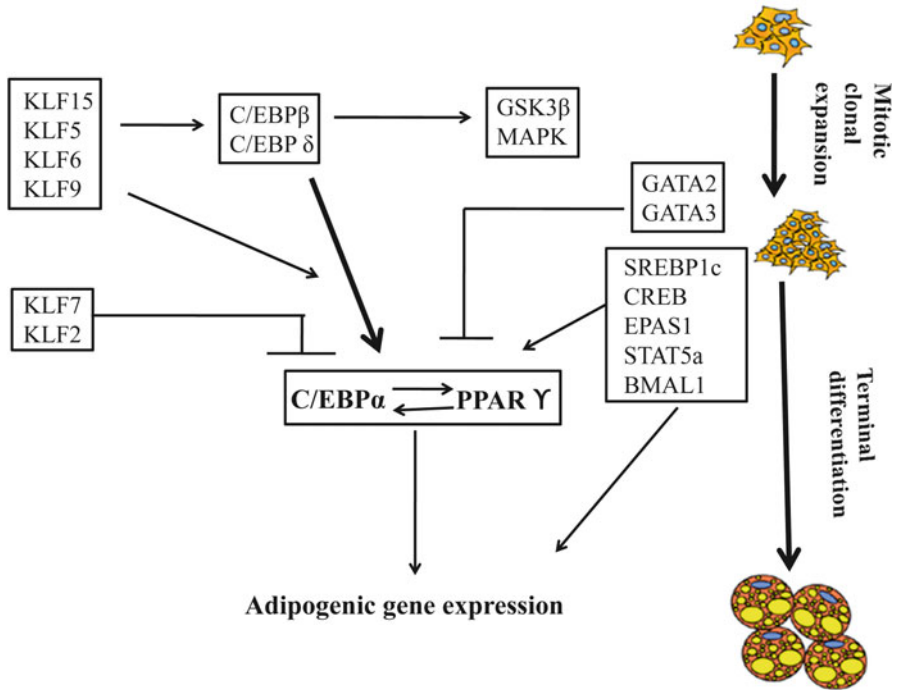 KLF15
KLF5
KLF6
KLF9
C/EBPβ
C/EBP δ
GSK3β
MAPK
Mitotic
clonal
expansion
GATA2
GATA3
KLF7
KLF2
SREBP1c
CREB
EPAS1
STAT5a
BMAL1
C/EBPα
PPAR ϒ
Terminal
differentiation
Adipogenic gene expression